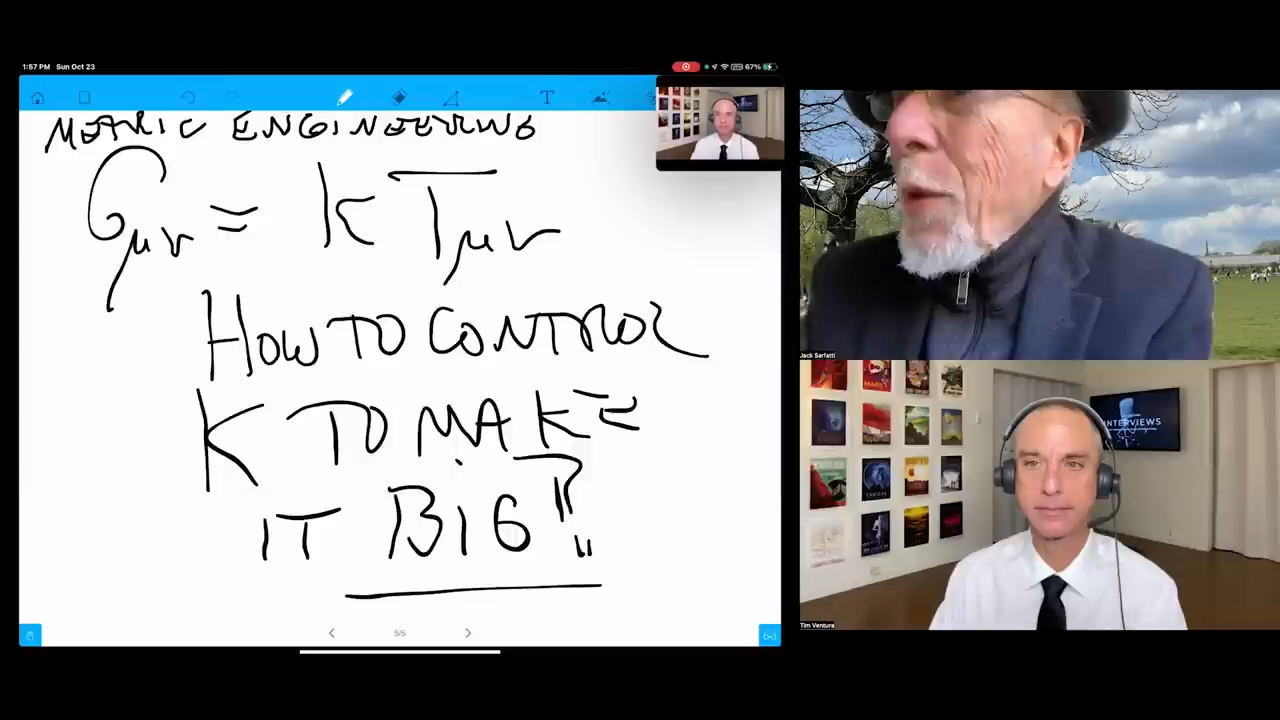 1:57 PM Sun Oct 23
67%
METRIC ENGINEERING
Gμν = k Tμν
HOW TO CONTROL
K TO MAKE
IT BIG?
5/5
Jack Sarfatti
INTERVIEWS
Tim Ventura